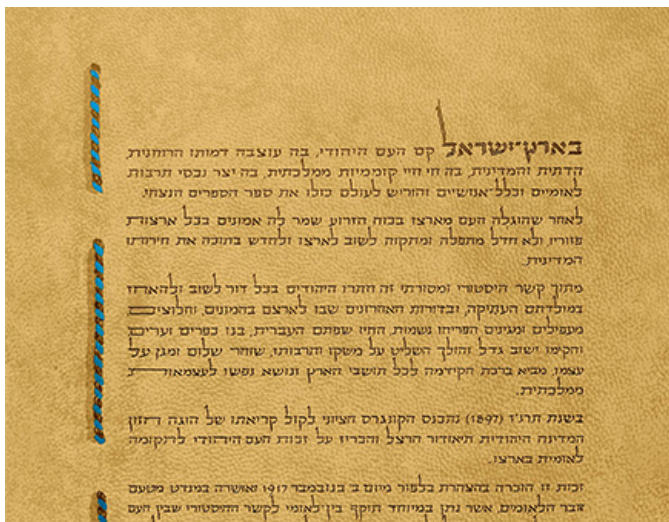 בארץ־ישראל קם העם היהודי, בה עוצבה דמותו הרוחנית,
הדתית והמדינית, בה חי חיי קוממיות ממלכתית, בה יצר נכסי תרבות
לאומיים וכלל־אנושיים והוריש לעולם כולו את ספר הספרים הנצחי.
לאחר שהוגלה העם מארצו בכוח הזרוע שמר לה אמונים בכל ארצות
פזוריו, ולא חדל מתפלה ומתקוה לשוב לארצו ולחדש בתוכה את חירותו
המדינית.
מתוך קשר היסטורי ומסורתי זה חתרו היהודים בכל דור לשוב ולהאחז
במולדתם העתיקה, ובדורות האחרונים שבו לארצם בהמונים, וחלוצים,
מעפילים ומגינים הפריחו נשמות, החיו שפתם העברית, בנו כפרים וערים,
והקימו ישוב גדל והולך השליט על משקו ותרבותו, שוחר שלום ומגן על
עצמו, מביא ברכת הקידמה לכל תושבי הארץ ונושא נפשו לעצמאות
ממלכתית.
בשנת תרנ״ז (1897) נתכנס הקונגרס הציוני לקול קריאתו של הוגה חזון
המדינה היהודית תיאודור הרצל והכריז על זכות העם היהודי לתקומה
לאומית בארצו.
זכות זו הוכרה בהצהרת בלפור מיום ב׳ בנובמבר 1917 ואושרה במנדט מטעם
חבר הלאומים, אשר נתן במיוחד תוקף בין־לאומי לקשר ההיסטורי שבין העם